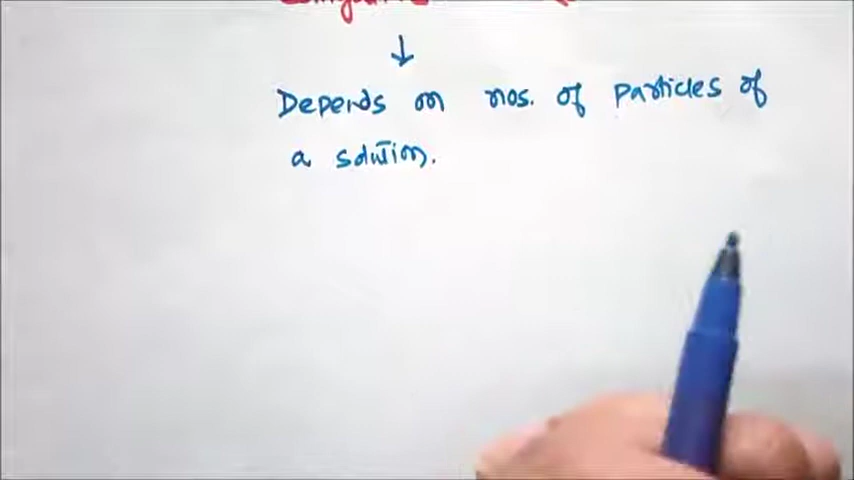 Depends on nos. of particles of
a solution.